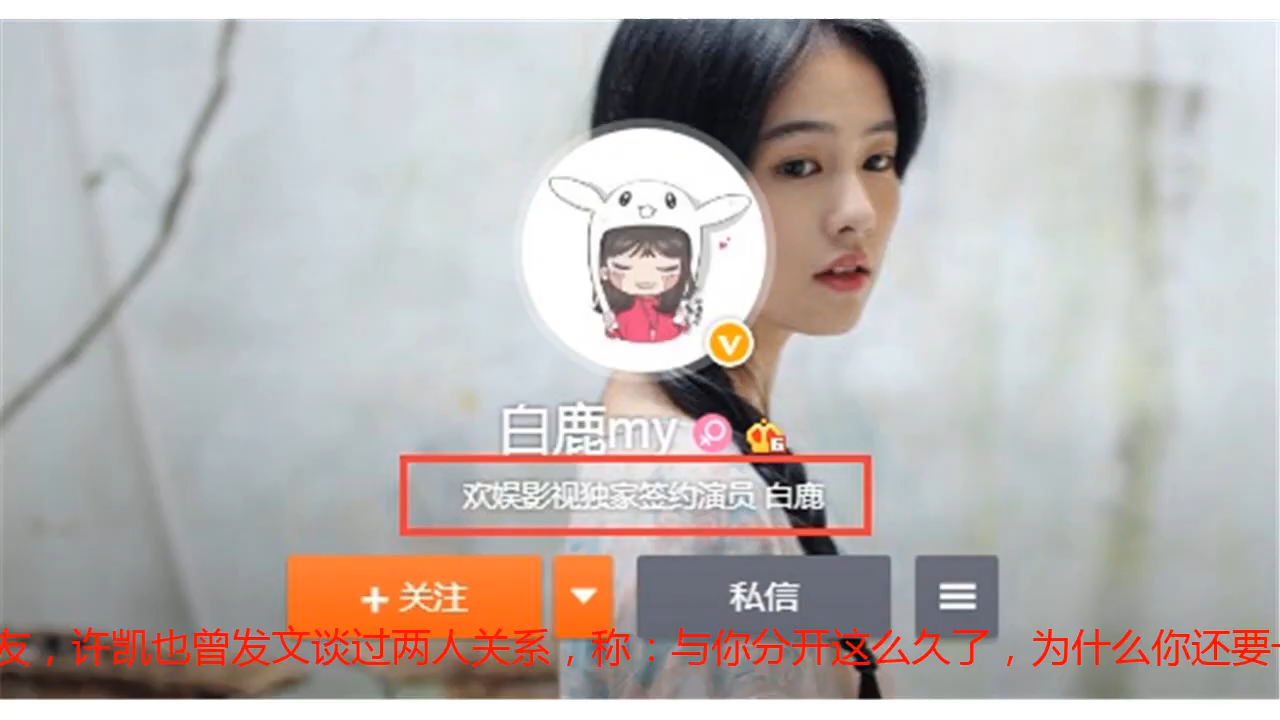 白鹿my
欢娱影视独家签约演员 白鹿
+关注
私信
友，许凯也曾发文谈过两人关系，称：与你分开这么久了，为什么你还要